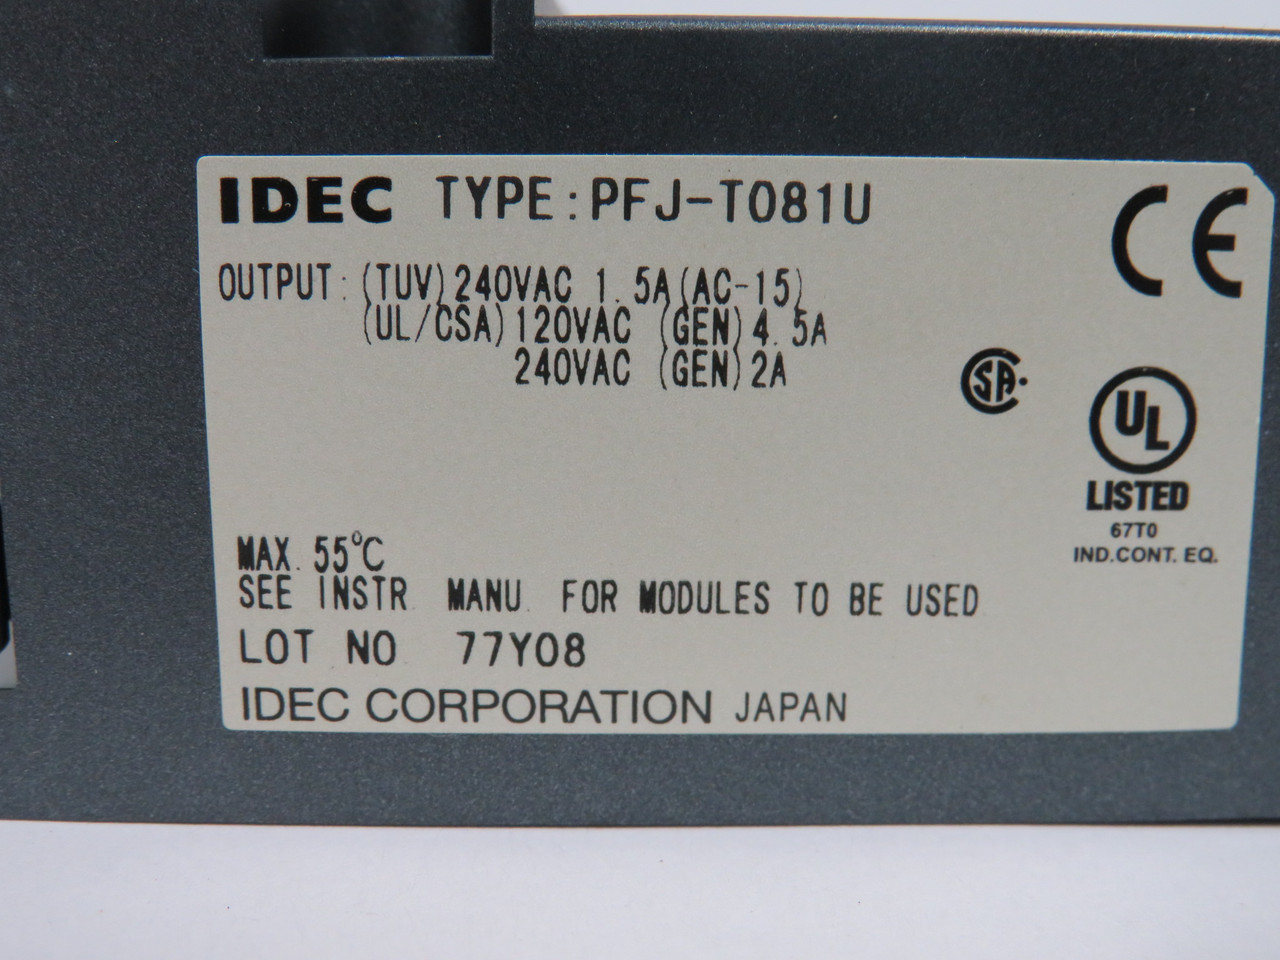 IDEC TYPE:PFJ-T081U
CE
OUTPUT: (TUV)240VAC 1.5A(AC-15)
(UL/CSA)120VAC (GEN)4.5A
240VAC (GEN)2A
SA
UL
LISTED
67T0
IND.CONT. EQ.
MAX. 55°C
SEE INSTR. MANU. FOR MODULES TO BE USED
LOT NO 77Y08
IDEC CORPORATION JAPAN